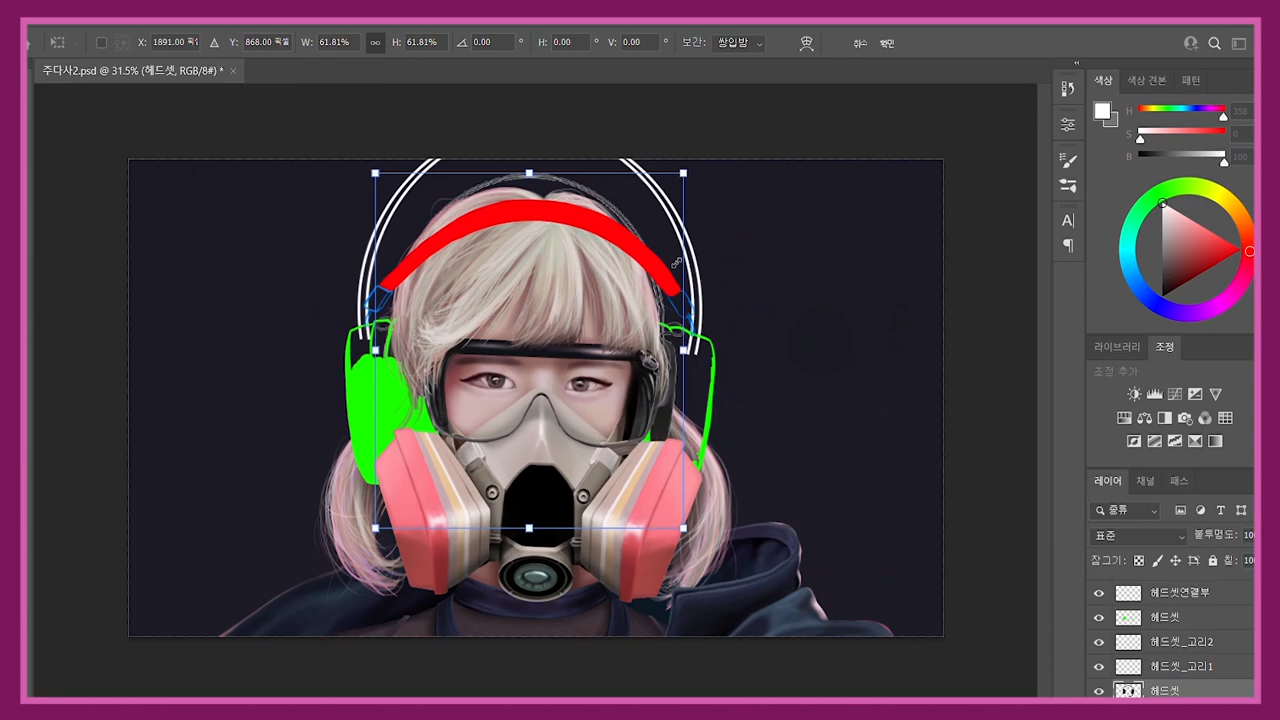 X: 1891.00 픽셀 Y: 868.00 픽셀 W: 61.81% H: 61.81% 0.00 ° H: 0.00 ° V: 0.00 ° 보간: 쌍입방 취소 확인
주다사2.psd @ 31.5% (헤드셋, RGB/8#) * ×
색상 색상 견본 패턴
H 358
S 0
B 100
A
라이브러리 조정
조정 추가
레이어 채널 패스
종류 T
표준 불투명도: 100
잠그기: 칠: 100
헤드셋연결부
헤드셋
헤드셋_고리2
헤드셋_고리1
헤드셋